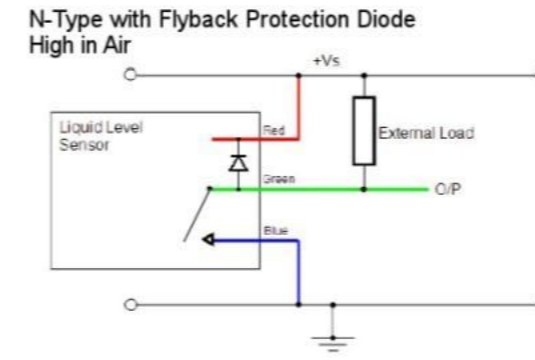 N-Type with Flyback Protection Diode
High in Air
+Vs
Liquid Level
Sensor
Red
External Load
Green
O/P
Blue